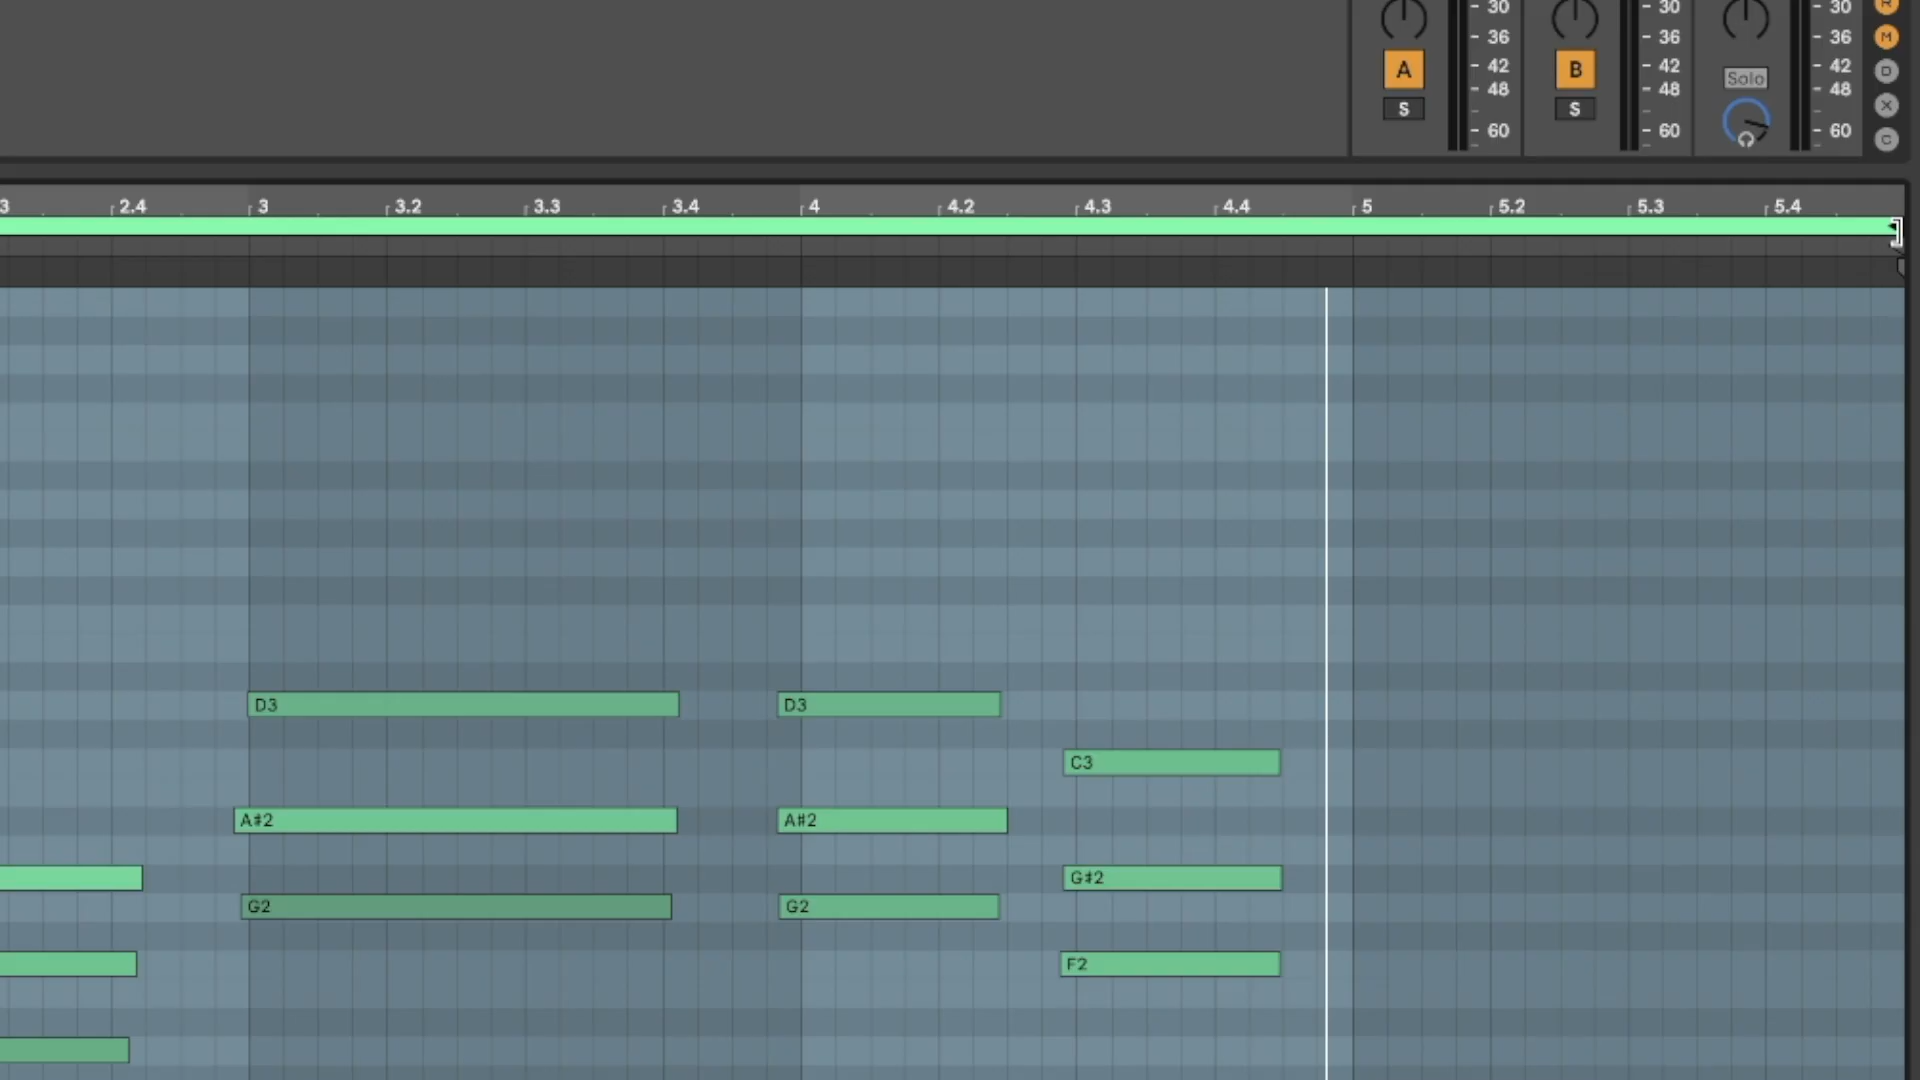 30 30 30 R
36 36 36 M
A 42 B 42 Solo 42 D
S 48 S 48 48 X
60 60 60 C
3 2.4 3 3.2 3.3 3.4 4 4.2 4.3 4.4 5 5.2 5.3 5.4
D3 D3
C3
A#2 A#2
G#2
G2 G2
F2